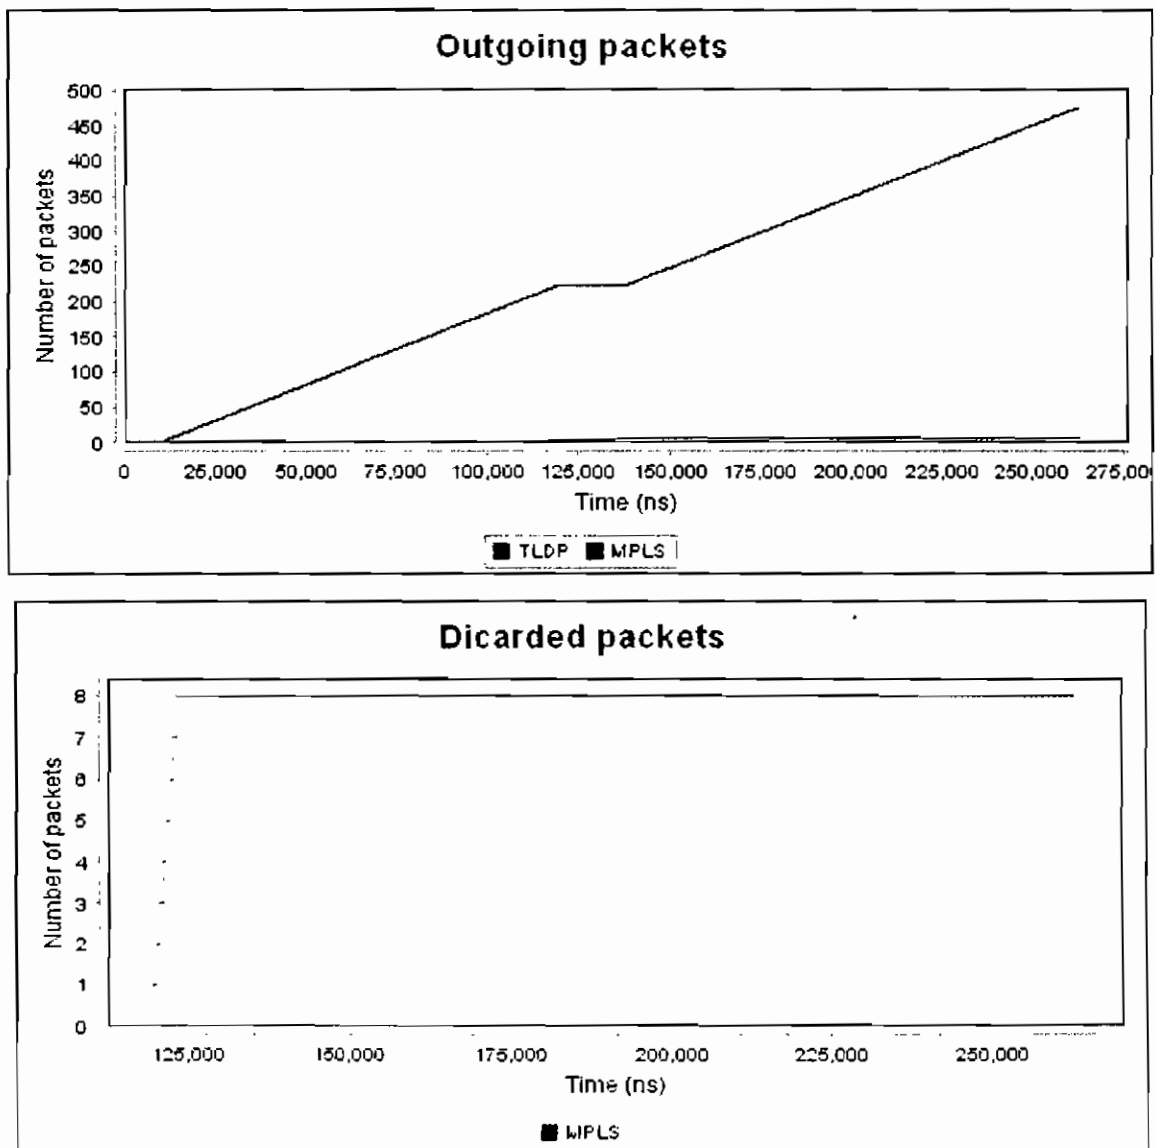 Outgoing packets
500
450
400
350
300
250
200
150
100
50
0
Number of packets
0 25,000 50,000 75,900 100,000 125,000 150,000 175,000 200,000 225,000 250,000 275,00
Time (ns)
TLDP MPLS
Dicarded packets
8
7
6
5
4
3
2
1
0
Number of packets
125,000 150,000 175,000 200,000 225,000 250,000
Time (ns)
MPLS